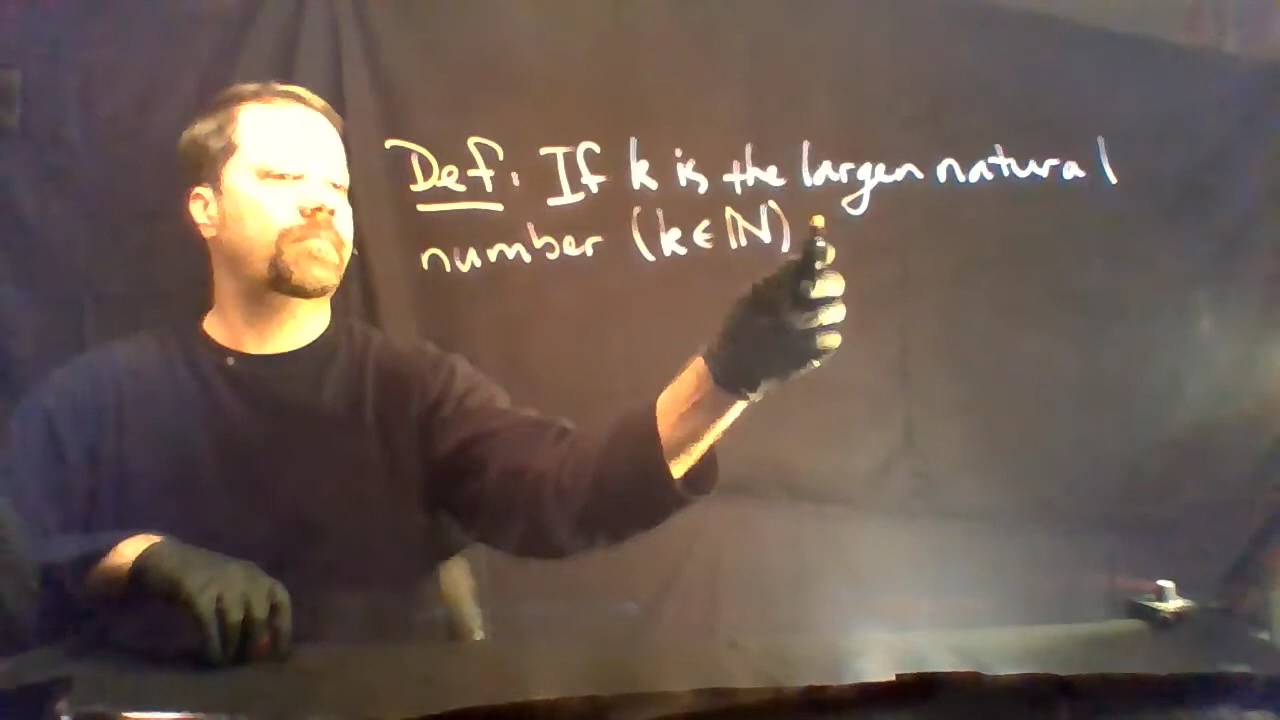 Def: If k is the largen natural
number (k∈ℕ)